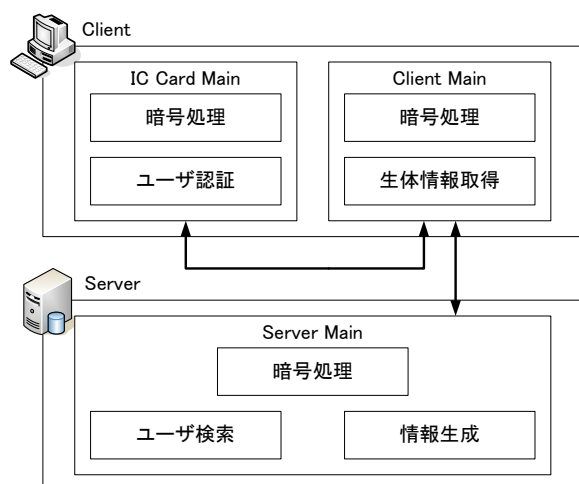 Client
IC Card Main
暗号処理
ユーザ認証
Client Main
暗号処理
生体情報取得
Server
Server Main
暗号処理
ユーザ検索
情報生成